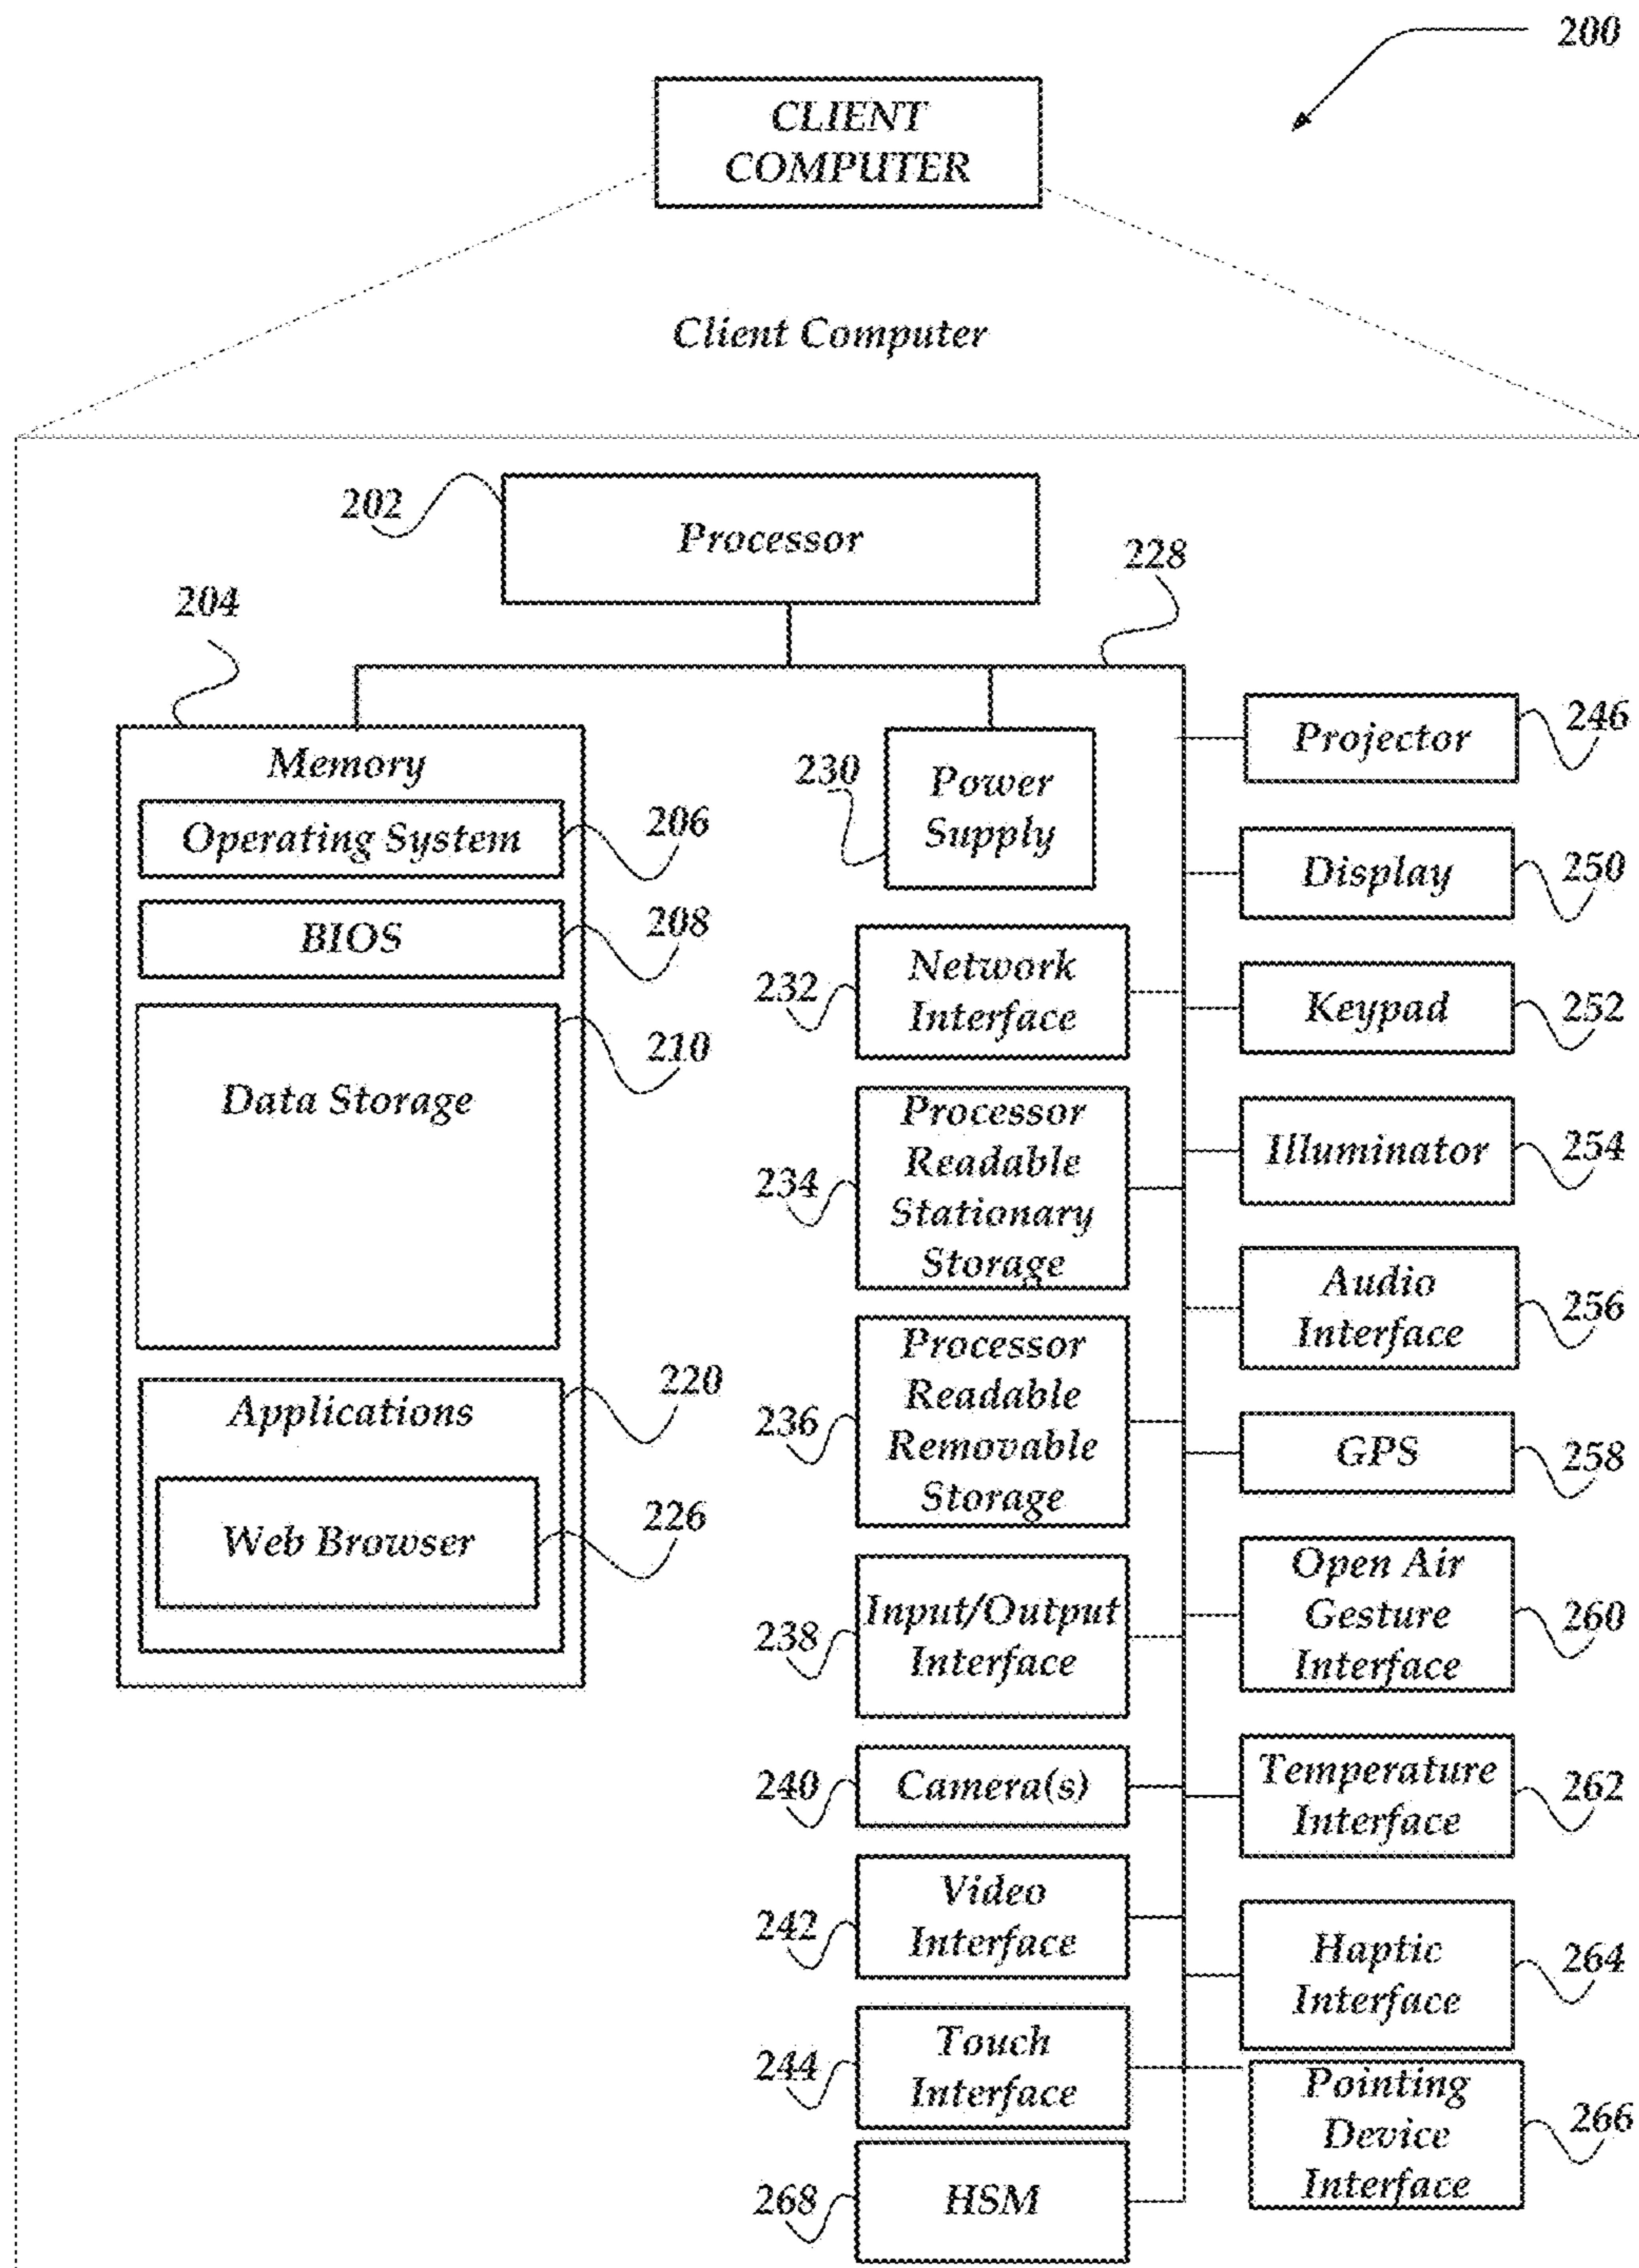 200
CLIENT
COMPUTER
Client Computer
202
Processor
228
204
Memory
Operating System
206
BIOS
208
Data Storage
210
Applications
220
Web Browser
226
230
Power
Supply
232
Network
Interface
234
Processor
Readable
Stationary
Storage
236
Processor
Readable
Removable
Storage
238
Input/Output
Interface
240
Camera(s)
242
Video
Interface
244
Touch
Interface
268
HSM
Projector
246
Display
250
Keypad
252
Illuminator
254
Audio
Interface
256
GPS
258
Open Air
Gesture
Interface
260
Temperature
Interface
262
Haptic
Interface
264
Pointing
Device
Interface
266